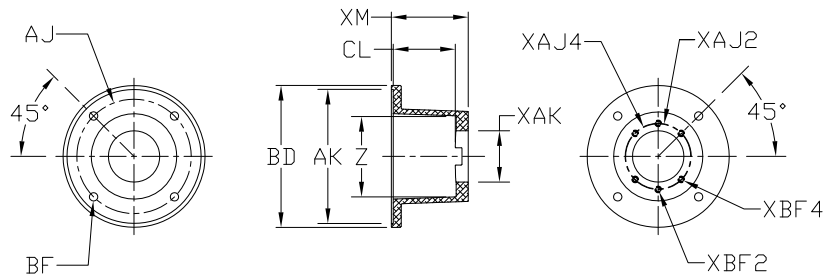 AJ
45°
BF
XM
CL
BD
AK
Z
XAK
XAJ4
XAJ2
45°
XBF4
XBF2